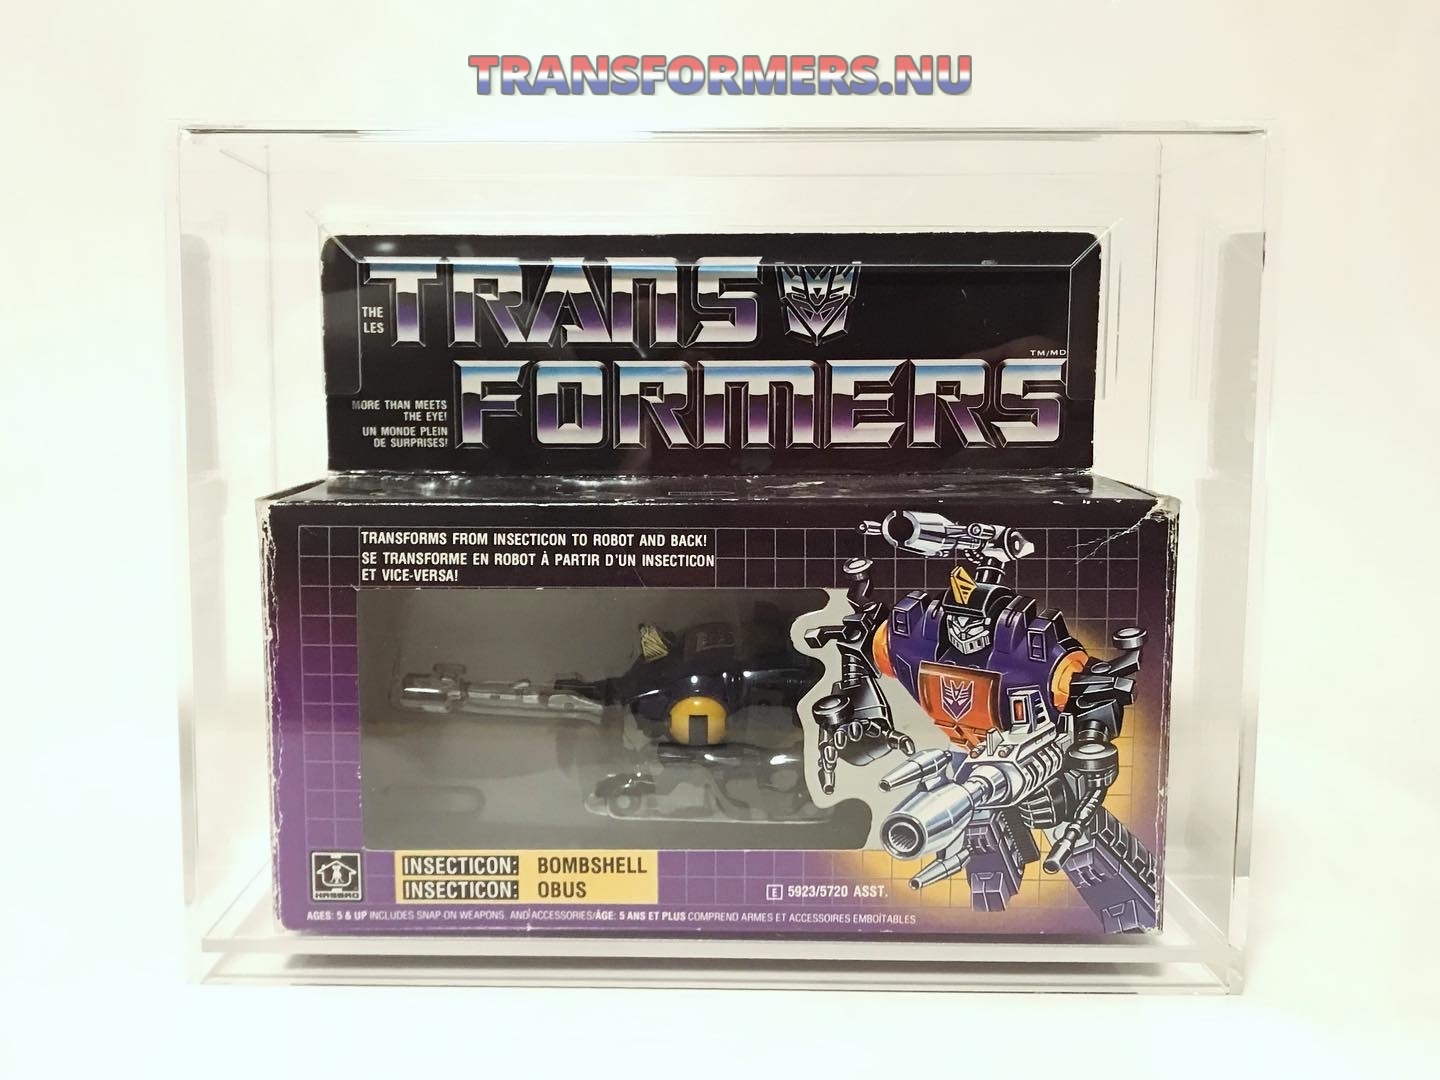 TRANSFORMERS.NU
THE
LES
TRANS
FORMERS
TM/MD
MORE THAN MEETS
THE EYE!
UN MONDE PLEIN
DE SURPRISES!
TRANSFORMS FROM INSECTICON TO ROBOT AND BACK!
SE TRANSFORME EN ROBOT À PARTIR D'UN INSECTICON
ET VICE-VERSA!
HASBRO
INSECTICON: BOMBSHELL
INSECTICON: OBUS
E 5923/5720 ASST.
AGES: 5 & UP INCLUDES SNAP ON WEAPONS, AND ACCESSORIES/ÂGE: 5 ANS ET PLUS COMPREND ARMES ET ACCESSOIRES EMBOÎTABLES